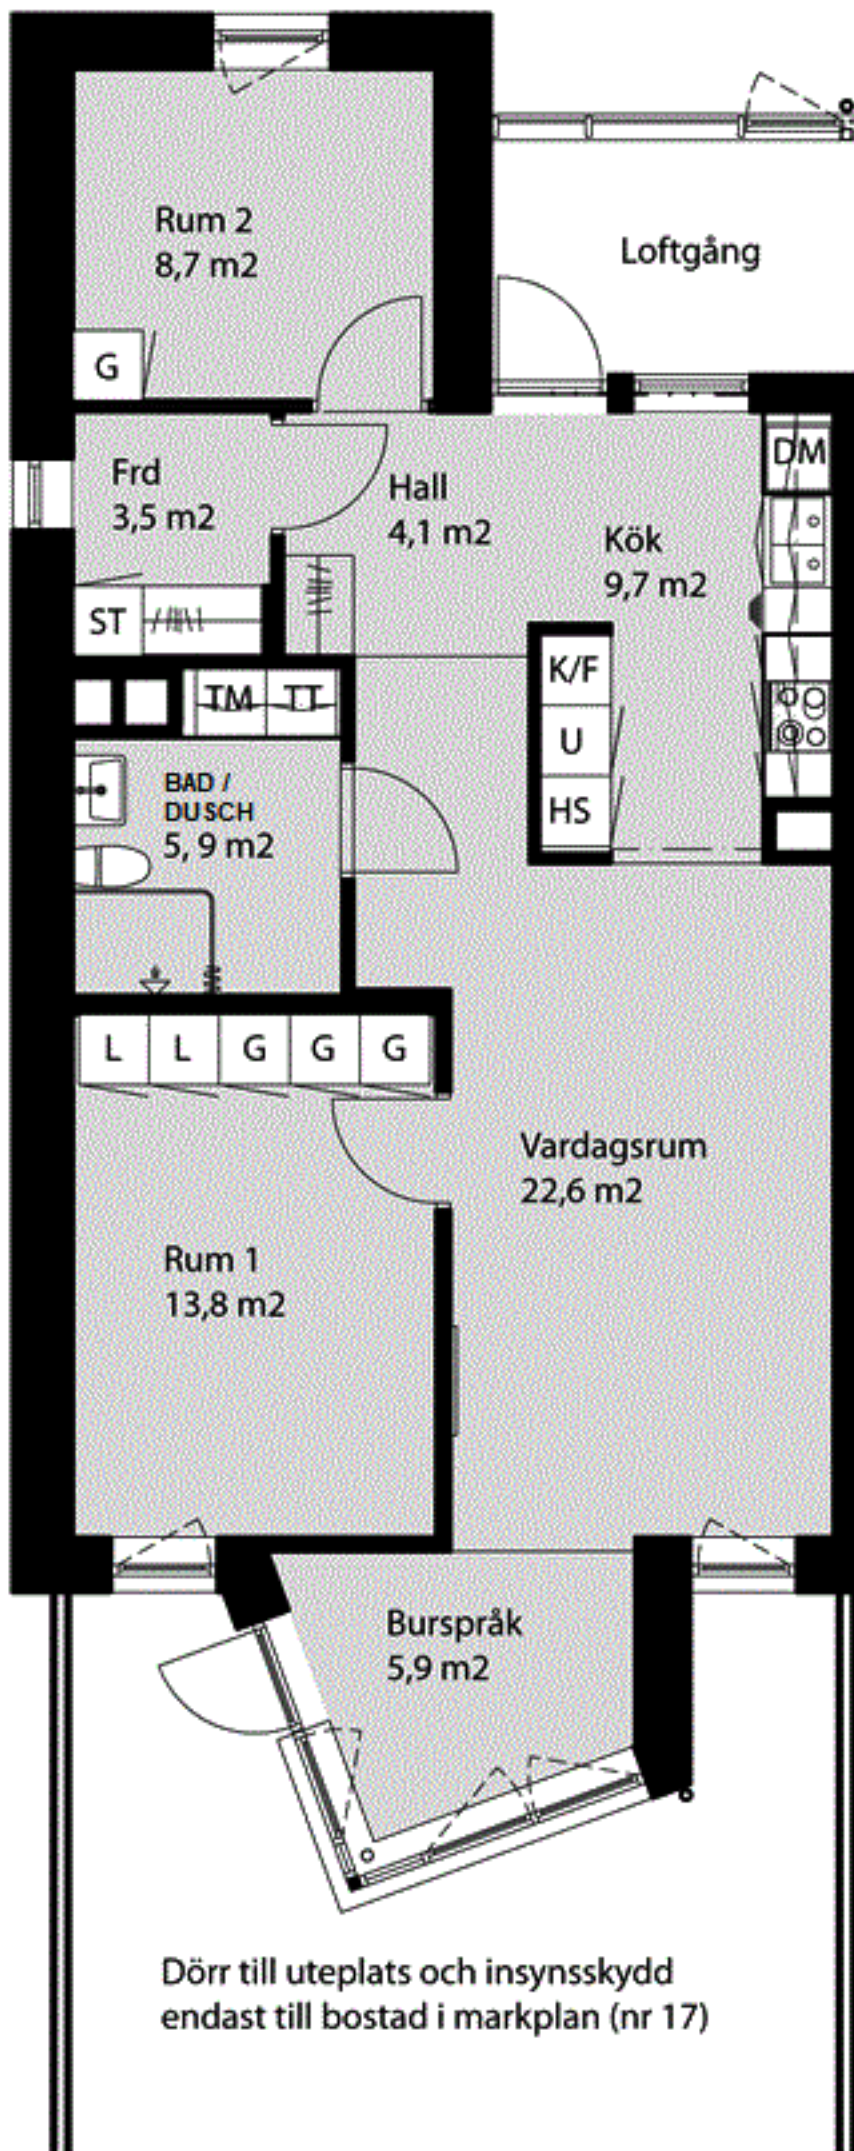 Rum 2
8,7 m2
Loftgång
G
Frd
3,5 m2
Hall
4,1 m2
DM
Kök
9,7 m2
ST
K/F
TM TT
U
BAD /
DUSCH
5, 9 m2
HS
L L G G G
Vardagsrum
22,6 m2
Rum 1
13,8 m2
Burspråk
5,9 m2
Dörr till uteplats och insynsskydd
endast till bostad i markplan (nr 17)